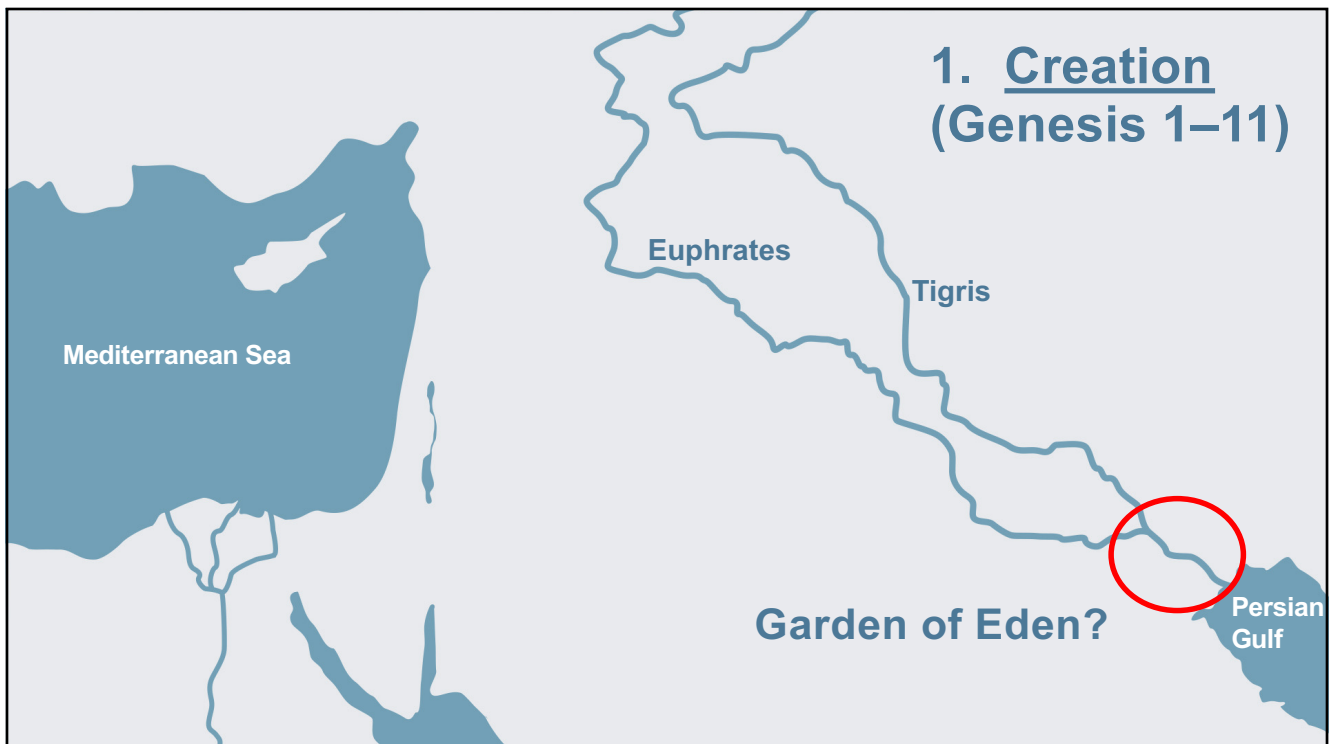 1. Creation
(Genesis 1–11)
Euphrates
Tigris
Mediterranean Sea
Garden of Eden?
Persian
Gulf